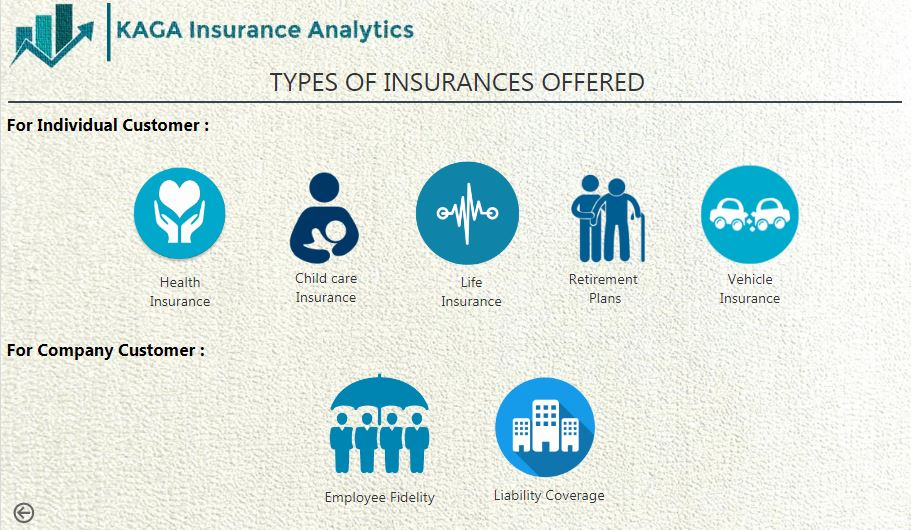 KAGA Insurance Analytics
TYPES OF INSURANCES OFFERED
For Individual Customer :
Health
Insurance
Child care
Insurance
Life
Insurance
Retirement
Plans
Vehicle
Insurance
For Company Customer :
Employee Fidelity
Liability Coverage